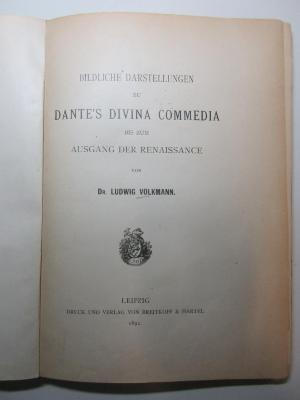 BILDLICHE DARSTELLUNGEN
ZU
DANTE'S DIVINA COMMEDIA
BIS ZUM
AUSGANG DER RENAISSANCE
VON
DR. LUDWIG VOLKMANN.
LEIPZIG
DRUCK UND VERLAG VON BREITKOPF & HÄRTEL
1892.